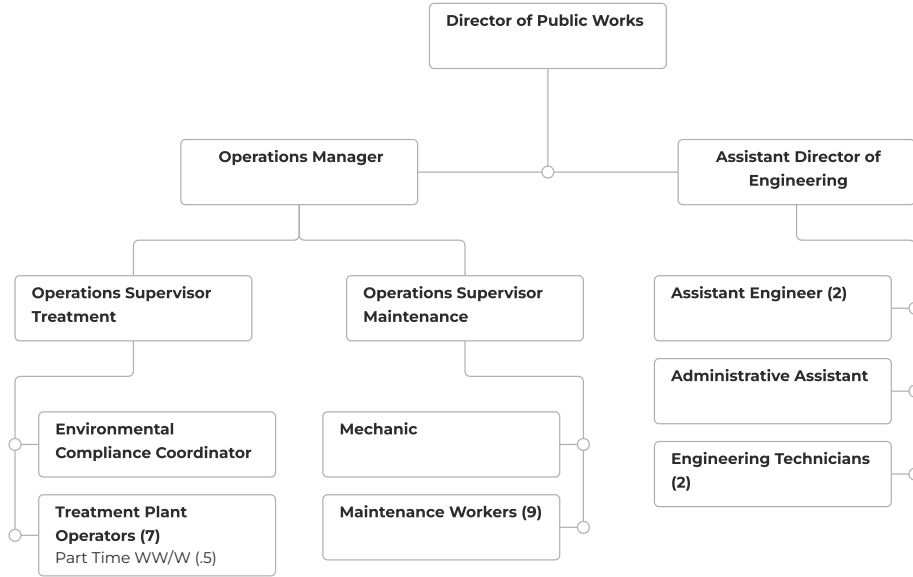 Director of Public Works
Operations Manager
Assistant Director of
Engineering
Operations Supervisor
Treatment
Operations Supervisor
Maintenance
Assistant Engineer (2)
Administrative Assistant
Engineering Technicians
(2)
Environmental
Compliance Coordinator
Mechanic
Treatment Plant
Operators (7)
Part Time WW/W (.5)
Maintenance Workers (9)